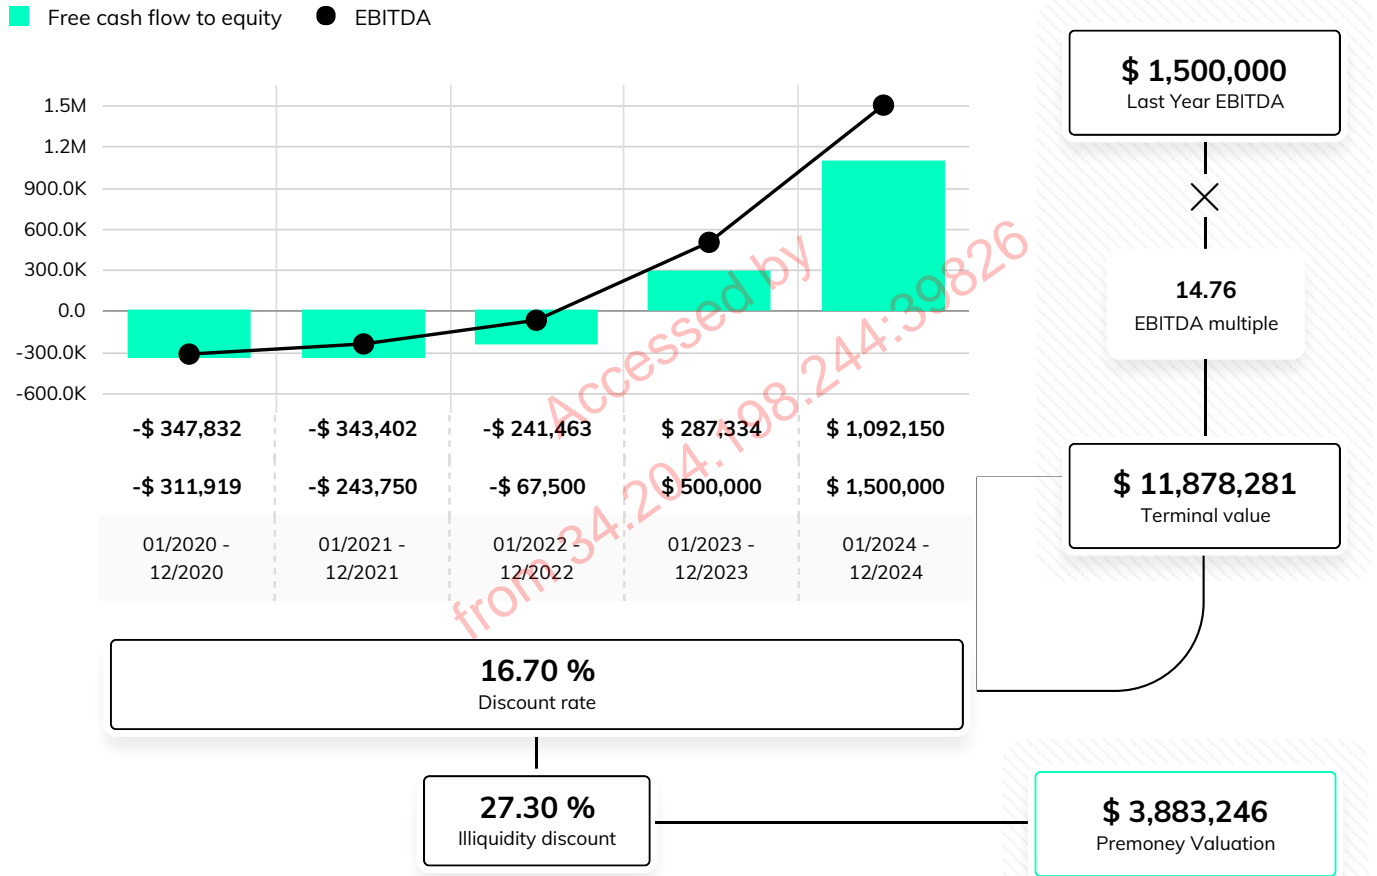 Free cash flow to equity
EBITDA
1.5M
1.2M
900.0K
600.0K
300.0K
0.0
-300.0K
-600.0K
-$ 347,832
-$ 343,402
-$ 241,463
$ 287,334
$ 1,092,150
-$ 311,919
-$ 243,750
-$ 67,500
$ 500,000
$ 1,500,000
01/2020 -
12/2020
01/2021 -
12/2021
01/2022 -
12/2022
01/2023 -
12/2023
01/2024 -
12/2024
$ 1,500,000
Last Year EBITDA
14.76
EBITDA multiple
$ 11,878,281
Terminal value
16.70 %
Discount rate
27.30 %
Illiquidity discount
$ 3,883,246
Premoney Valuation
Accessed by
from 34.204.198.244:39826